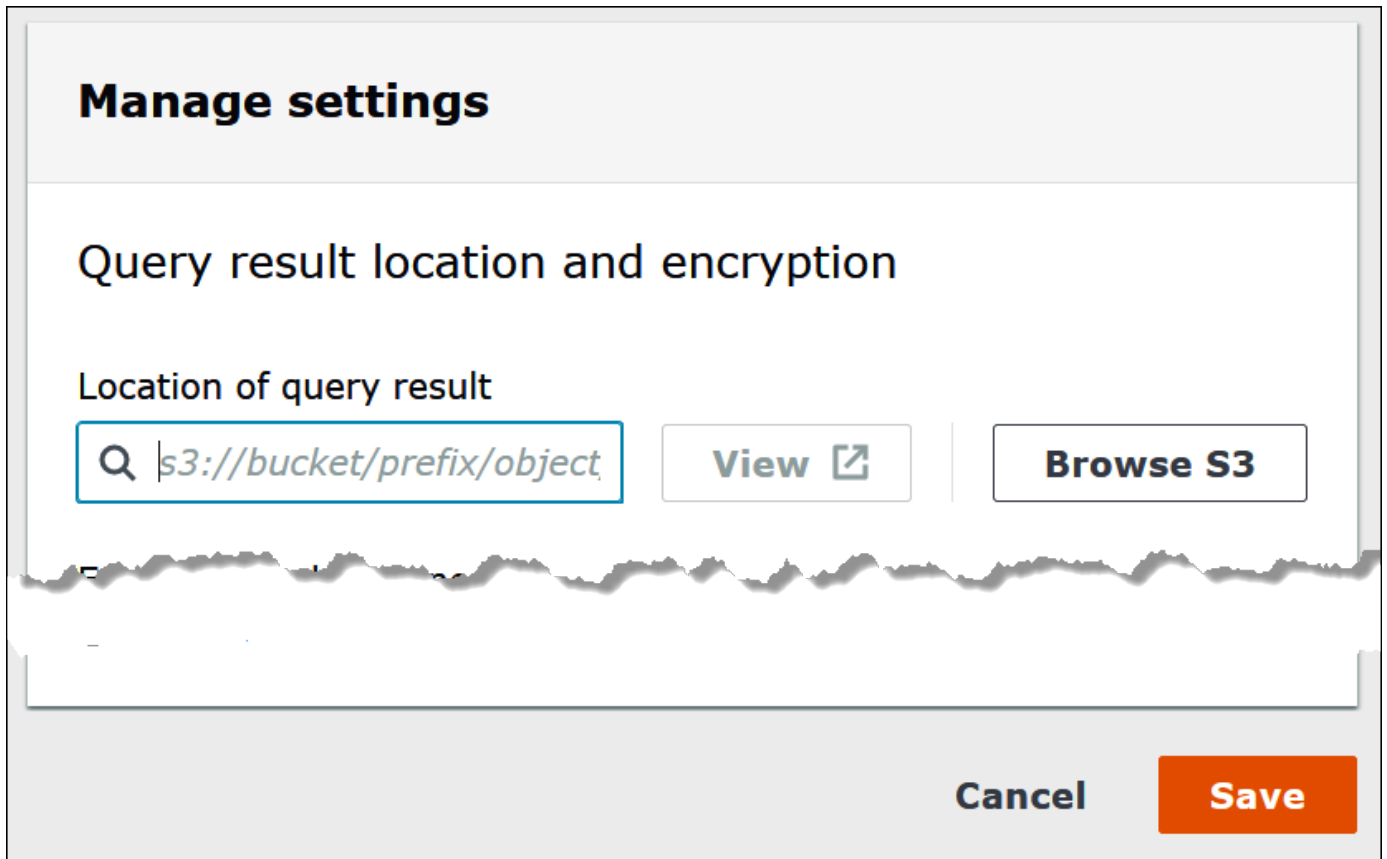 Manage settings
Query result location and encryption
Location of query result
s3://bucket/prefix/object
View
Browse S3
Cancel
Save